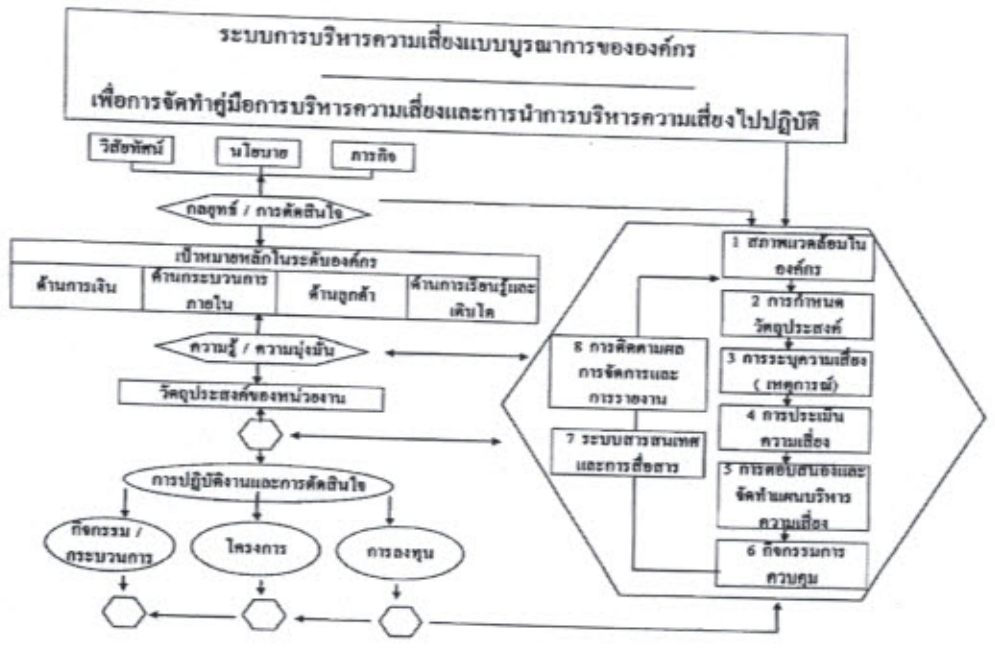 ระบบการบริหารความเสี่ยงแบบบูรณาการขององค์กร
เพื่อการจัดทำคู่มือการบริหารความเสี่ยงและการนำการบริหารความเสี่ยงไปปฏิบัติ
วิสัยทัศน์
นโยบาย
ภารกิจ
กลยุทธ์ / การตัดสินใจ
เป้าหมายหลักในระดับองค์กร
ด้านการเงิน
ด้านกระบวนการ
ภายใน
ด้านลูกค้า
ด้านการเรียนรู้และ
เติบโต
ความรู้ / ความมุ่งมั่น
วัตถุประสงค์ของหน่วยงาน
การปฏิบัติงานและการตัดสินใจ
กิจกรรม /
กระบวนการ
โครงการ
การลงทุน
1 สภาพแวดล้อมใน
องค์กร
2 การกำหนด
วัตถุประสงค์
3 การระบุความเสี่ยง
( เหตุการณ์)
4 การประเมิน
ความเสี่ยง
5 การตอบสนองและ
จัดทำแผนบริหาร
ความเสี่ยง
6 กิจกรรมการ
ควบคุม
7 ระบบสารสนเทศ
และการสื่อสาร
8 การติดตามผล
การจัดการและ
การรายงาน